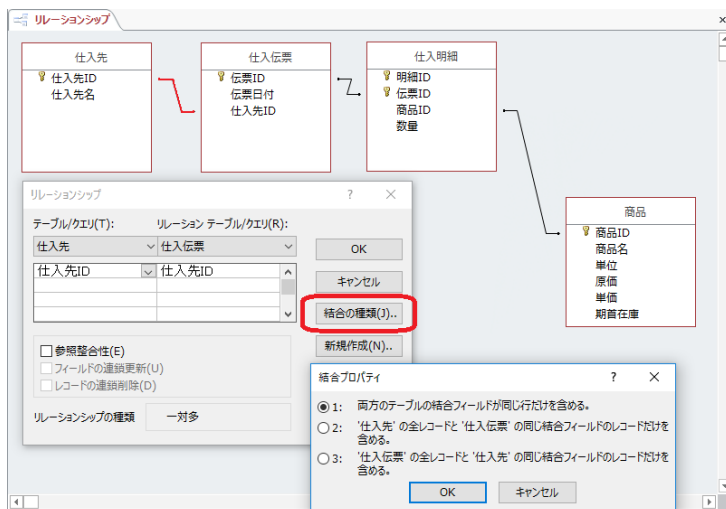 リレーションシップ
仕入先
仕入先ID
仕入先名
仕入伝票
伝票ID
伝票日付
仕入先ID
仕入明細
明細ID
伝票ID
商品ID
数量
商品
商品ID
商品名
単位
原価
単価
期首在庫
リレーションシップ
テーブル/クエリ(T):
リレーション テーブル/クエリ(R):
仕入先
仕入伝票
仕入先ID
仕入先ID
OK
キャンセル
結合の種類(J)..
新規作成(N)..
参照整合性(E)
フィールドの連鎖更新(U)
レコードの連鎖削除(D)
リレーションシップの種類
一対多
結合プロパティ
1: 両方のテーブルの結合フィールドが同じ行だけを含める。
2: '仕入先' の全レコードと '仕入伝票' の同じ結合フィールドのレコードだけを
含める。
3: '仕入伝票' の全レコードと '仕入先' の同じ結合フィールドのレコードだけを
含める。
OK
キャンセル